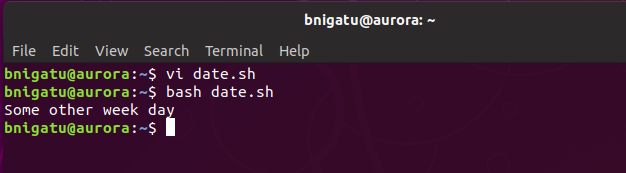 bnigatu@aurora: ~
File Edit View Search Terminal Help
bnigatu@aurora:~$ vi date.sh
bnigatu@aurora:~$ bash date.sh
Some other week day
bnigatu@aurora:~$